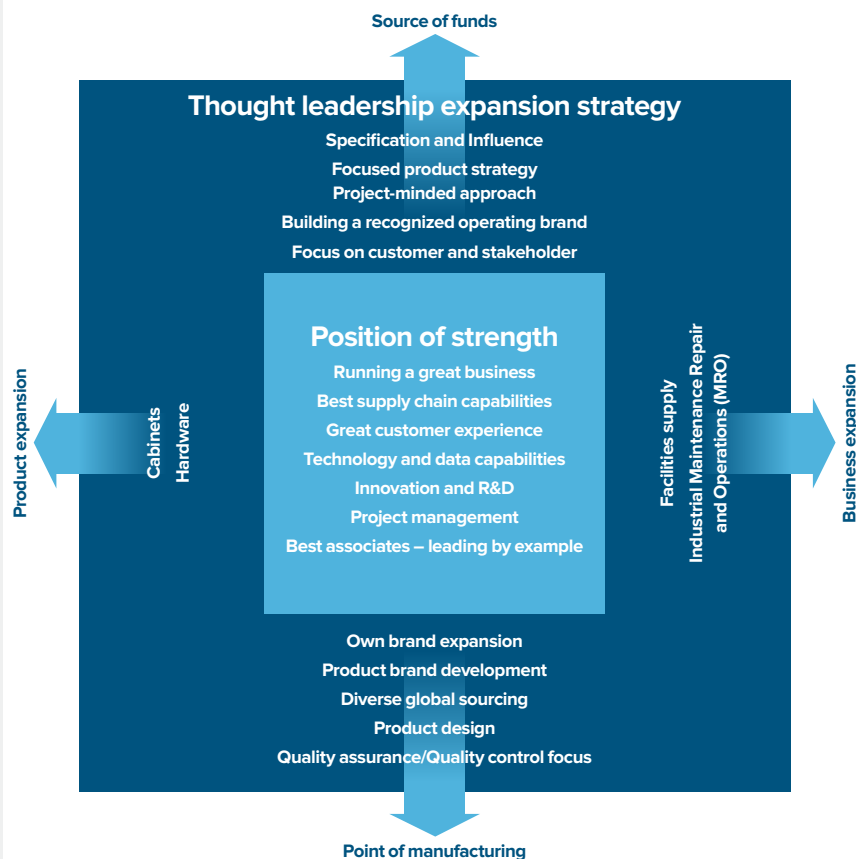 Source of funds
Thought leadership expansion strategy
Specification and Influence
Focused product strategy
Project-minded approach
Building a recognized operating brand
Focus on customer and stakeholder
Product expansion
Cabinets
Hardware
Position of strength
Running a great business
Best supply chain capabilities
Great customer experience
Technology and data capabilities
Innovation and R&D
Project management
Best associates – leading by example
Facilities supply
Industrial Maintenance Repair
and Operations (MRO)
Business expansion
Own brand expansion
Product brand development
Diverse global sourcing
Product design
Quality assurance/Quality control focus
Point of manufacturing